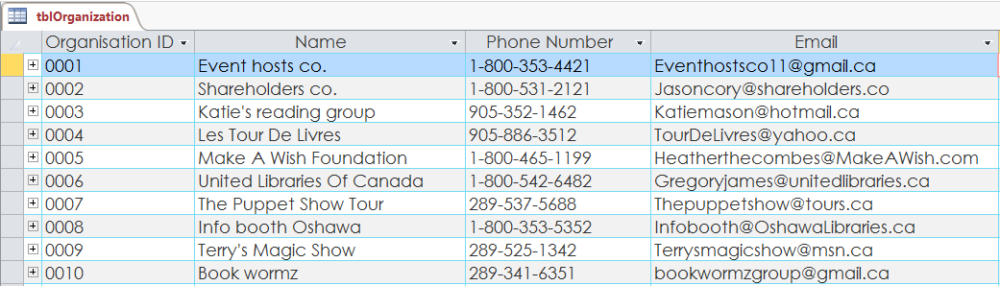 tblOrganization
Organisation ID Name Phone Number Email
0001 Event hosts co. 1-800-353-4421 Eventhostsco11@gmail.ca
0002 Shareholders co. 1-800-531-2121 Jasoncory@shareholders.co
0003 Katie's reading group 905-352-1462 Katiemason@hotmail.ca
0004 Les Tour De Livres 905-886-3512 TourDeLivres@yahoo.ca
0005 Make A Wish Foundation 1-800-465-1199 Heatherthecombes@MakeAWish.com
0006 United Libraries Of Canada 1-800-542-6482 Gregoryjames@unitedlibraries.ca
0007 The Puppet Show Tour 289-537-5688 Thepuppetshow@tours.ca
0008 Info booth Oshawa 1-800-353-5352 Infobooth@OshawaLibraries.ca
0009 Terry's Magic Show 289-525-1342 Terrysmagicshow@msn.ca
0010 Book wormz 289-341-6351 bookwormzgroup@gmail.ca